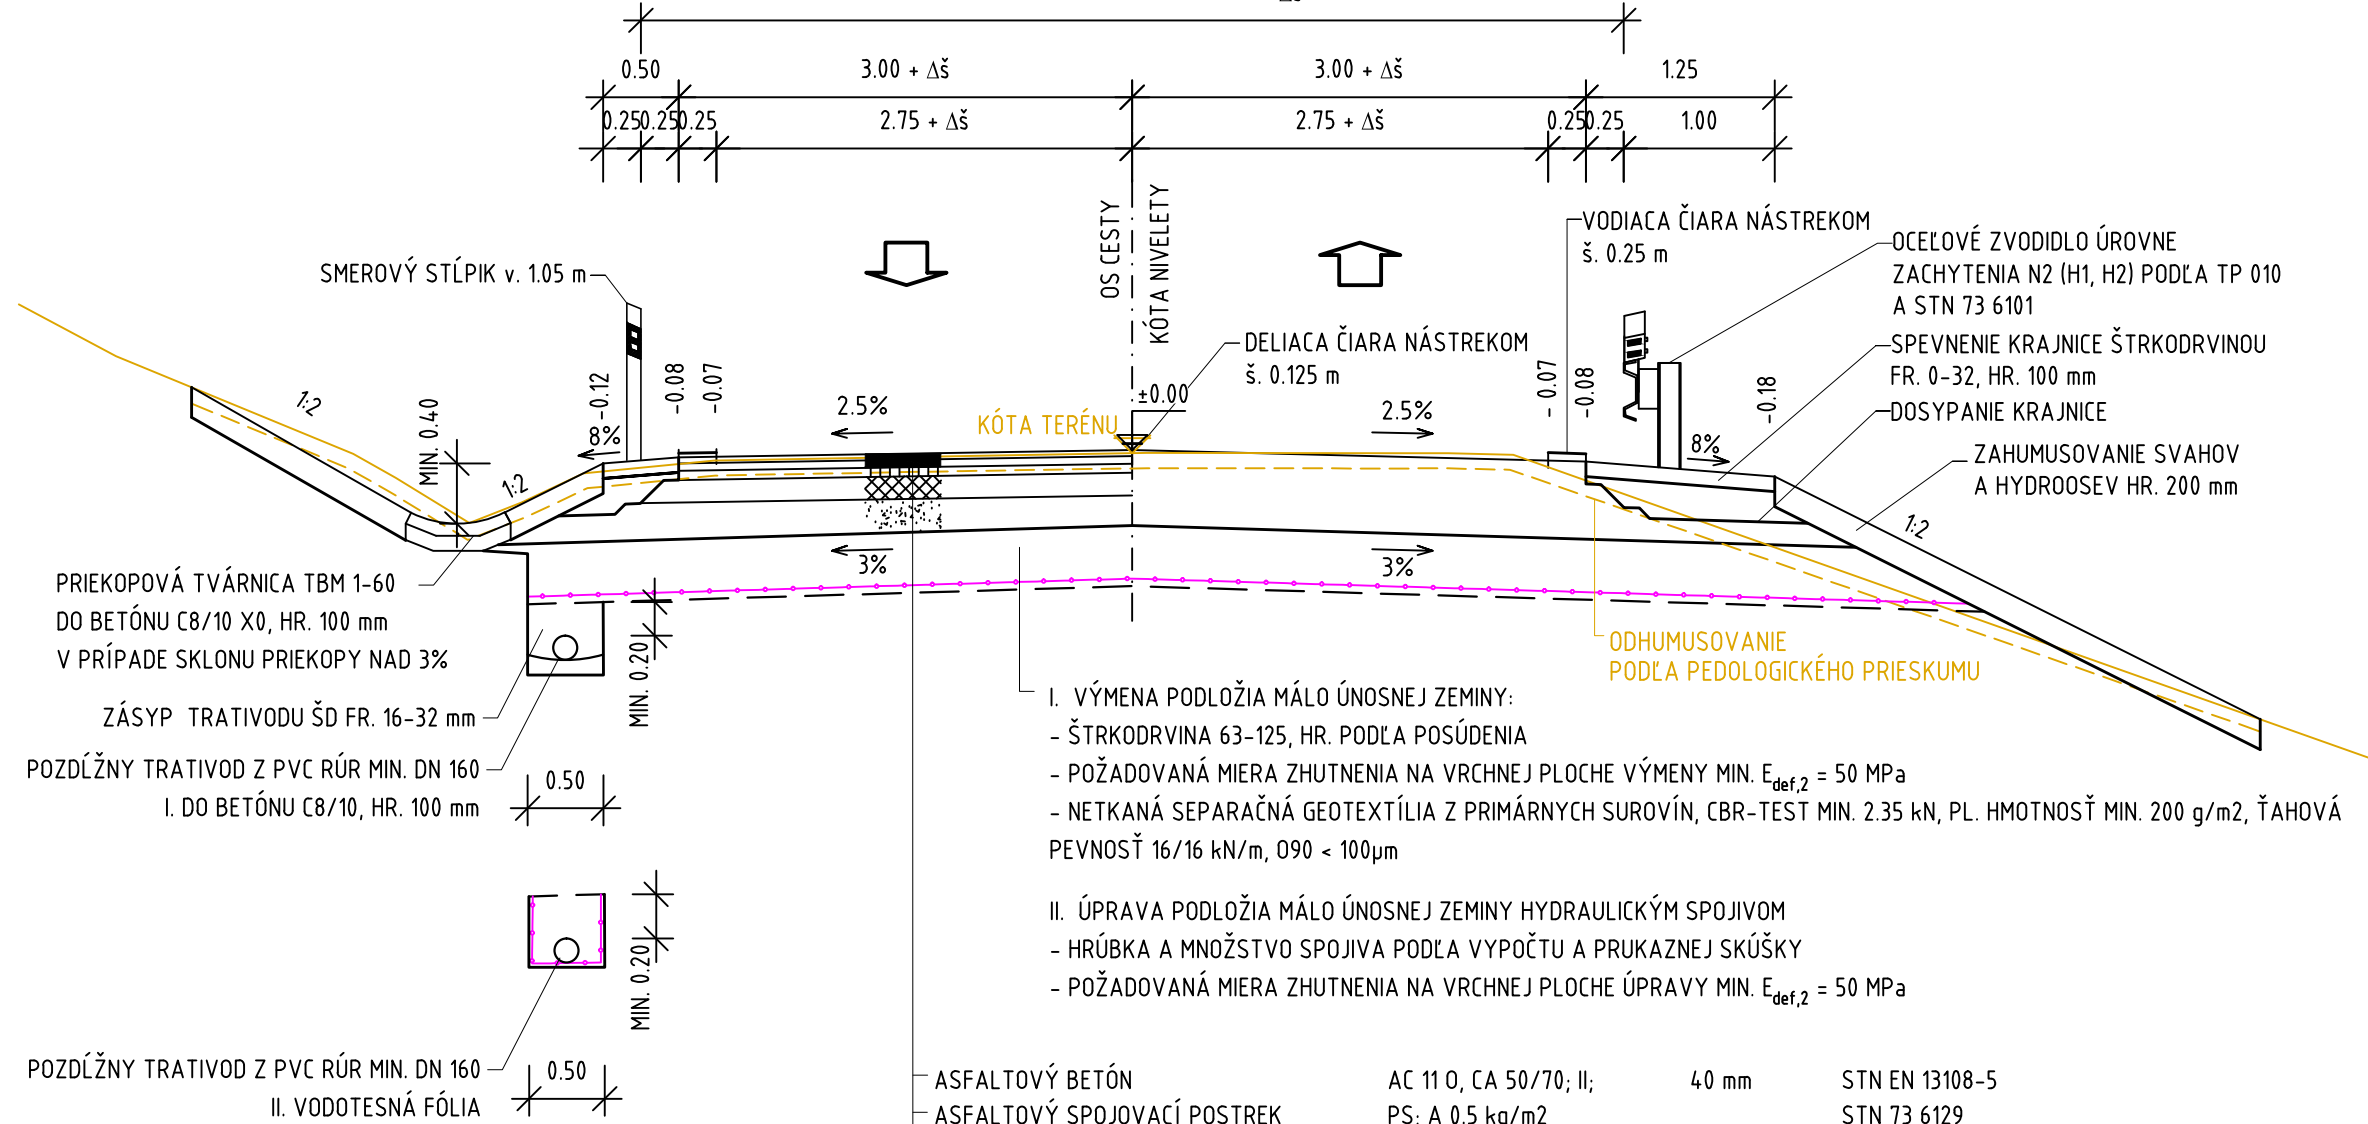 0.50
3.00 + Δš
3.00 + Δš
1.25
0.25
0.25
0.25
2.75 + Δš
2.75 + Δš
0.25
0.25
1.00
OS CESTY
KÓTA NIVELETY
VODIACA ČIARA NÁSTREKOM
š. 0.25 m
OCEĽOVÉ ZVODIDLO ÚROVNE
ZACHYTENIA N2 (H1, H2) PODĽA TP 010
A STN 73 6101
SMEROVÝ STĹPIK v. 1.05 m
DELIACA ČIARA NÁSTREKOM
š. 0.125 m
SPEVNENIE KRAJNICE ŠTRKODRVINOU
FR. 0-32, HR. 100 mm
DOSYPANIE KRAJNICE
ZAHUMUSOVANIE SVAHOV
A HYDROOSEV HR. 200 mm
1:2
MIN. 0.40
1:2
8%
-0.12
-0.08
-0.07
2.5%
KÓTA TERÉNU
±0.00
2.5%
- 0.07
-0.08
-0.18
8%
1:2
3%
3%
PRIEKOPOVÁ TVÁRNICA TBM 1-60
DO BETÓNU C8/10 X0, HR. 100 mm
V PRÍPADE SKLONU PRIEKOPY NAD 3%
ZÁSYP TRATIVODU ŠD FR. 16-32 mm
POZDĹŽNY TRATIVOD Z PVC RÚR MIN. DN 160
I. DO BETÓNU C8/10, HR. 100 mm
0.50
MIN. 0.20
ODHUMUSOVANIE
PODĽA PEDOLOGICKÉHO PRIESKUMU
I. VÝMENA PODLOŽIA MÁLO ÚNOSNEJ ZEMINY:
- ŠTRKODRVINA 63-125, HR. PODĽA POSÚDENIA
- POŽADOVANÁ MIERA ZHUTNENIA NA VRCHNEJ PLOCHE VÝMENY MIN. Edef,2 = 50 MPa
- NETKANÁ SEPARAČNÁ GEOTEXTÍLIA Z PRIMÁRNYCH SUROVÍN, CBR-TEST MIN. 2.35 kN, PL. HMOTNOSŤ MIN. 200 g/m2, ŤAHOVÁ
PEVNOSŤ 16/16 kN/m, O90 < 100µm
II. ÚPRAVA PODLOŽIA MÁLO ÚNOSNEJ ZEMINY HYDRAULICKÝM SPOJIVOM
- HRÚBKA A MNOŽSTVO SPOJIVA PODĽA VYPOČTU A PRUKAZNEJ SKÚŠKY
- POŽADOVANÁ MIERA ZHUTNENIA NA VRCHNEJ PLOCHE ÚPRAVY MIN. Edef,2 = 50 MPa
MIN. 0.20
POZDĹŽNY TRATIVOD Z PVC RÚR MIN. DN 160
II. VODOTESNÁ FÓLIA
0.50
ASFALTOVÝ BETÓN AC 11 O, CA 50/70; II; 40 mm STN EN 13108-5
ASFALTOVÝ SPOJOVACÍ POSTREK PS; A 0.5 kg/m2 STN 73 6129